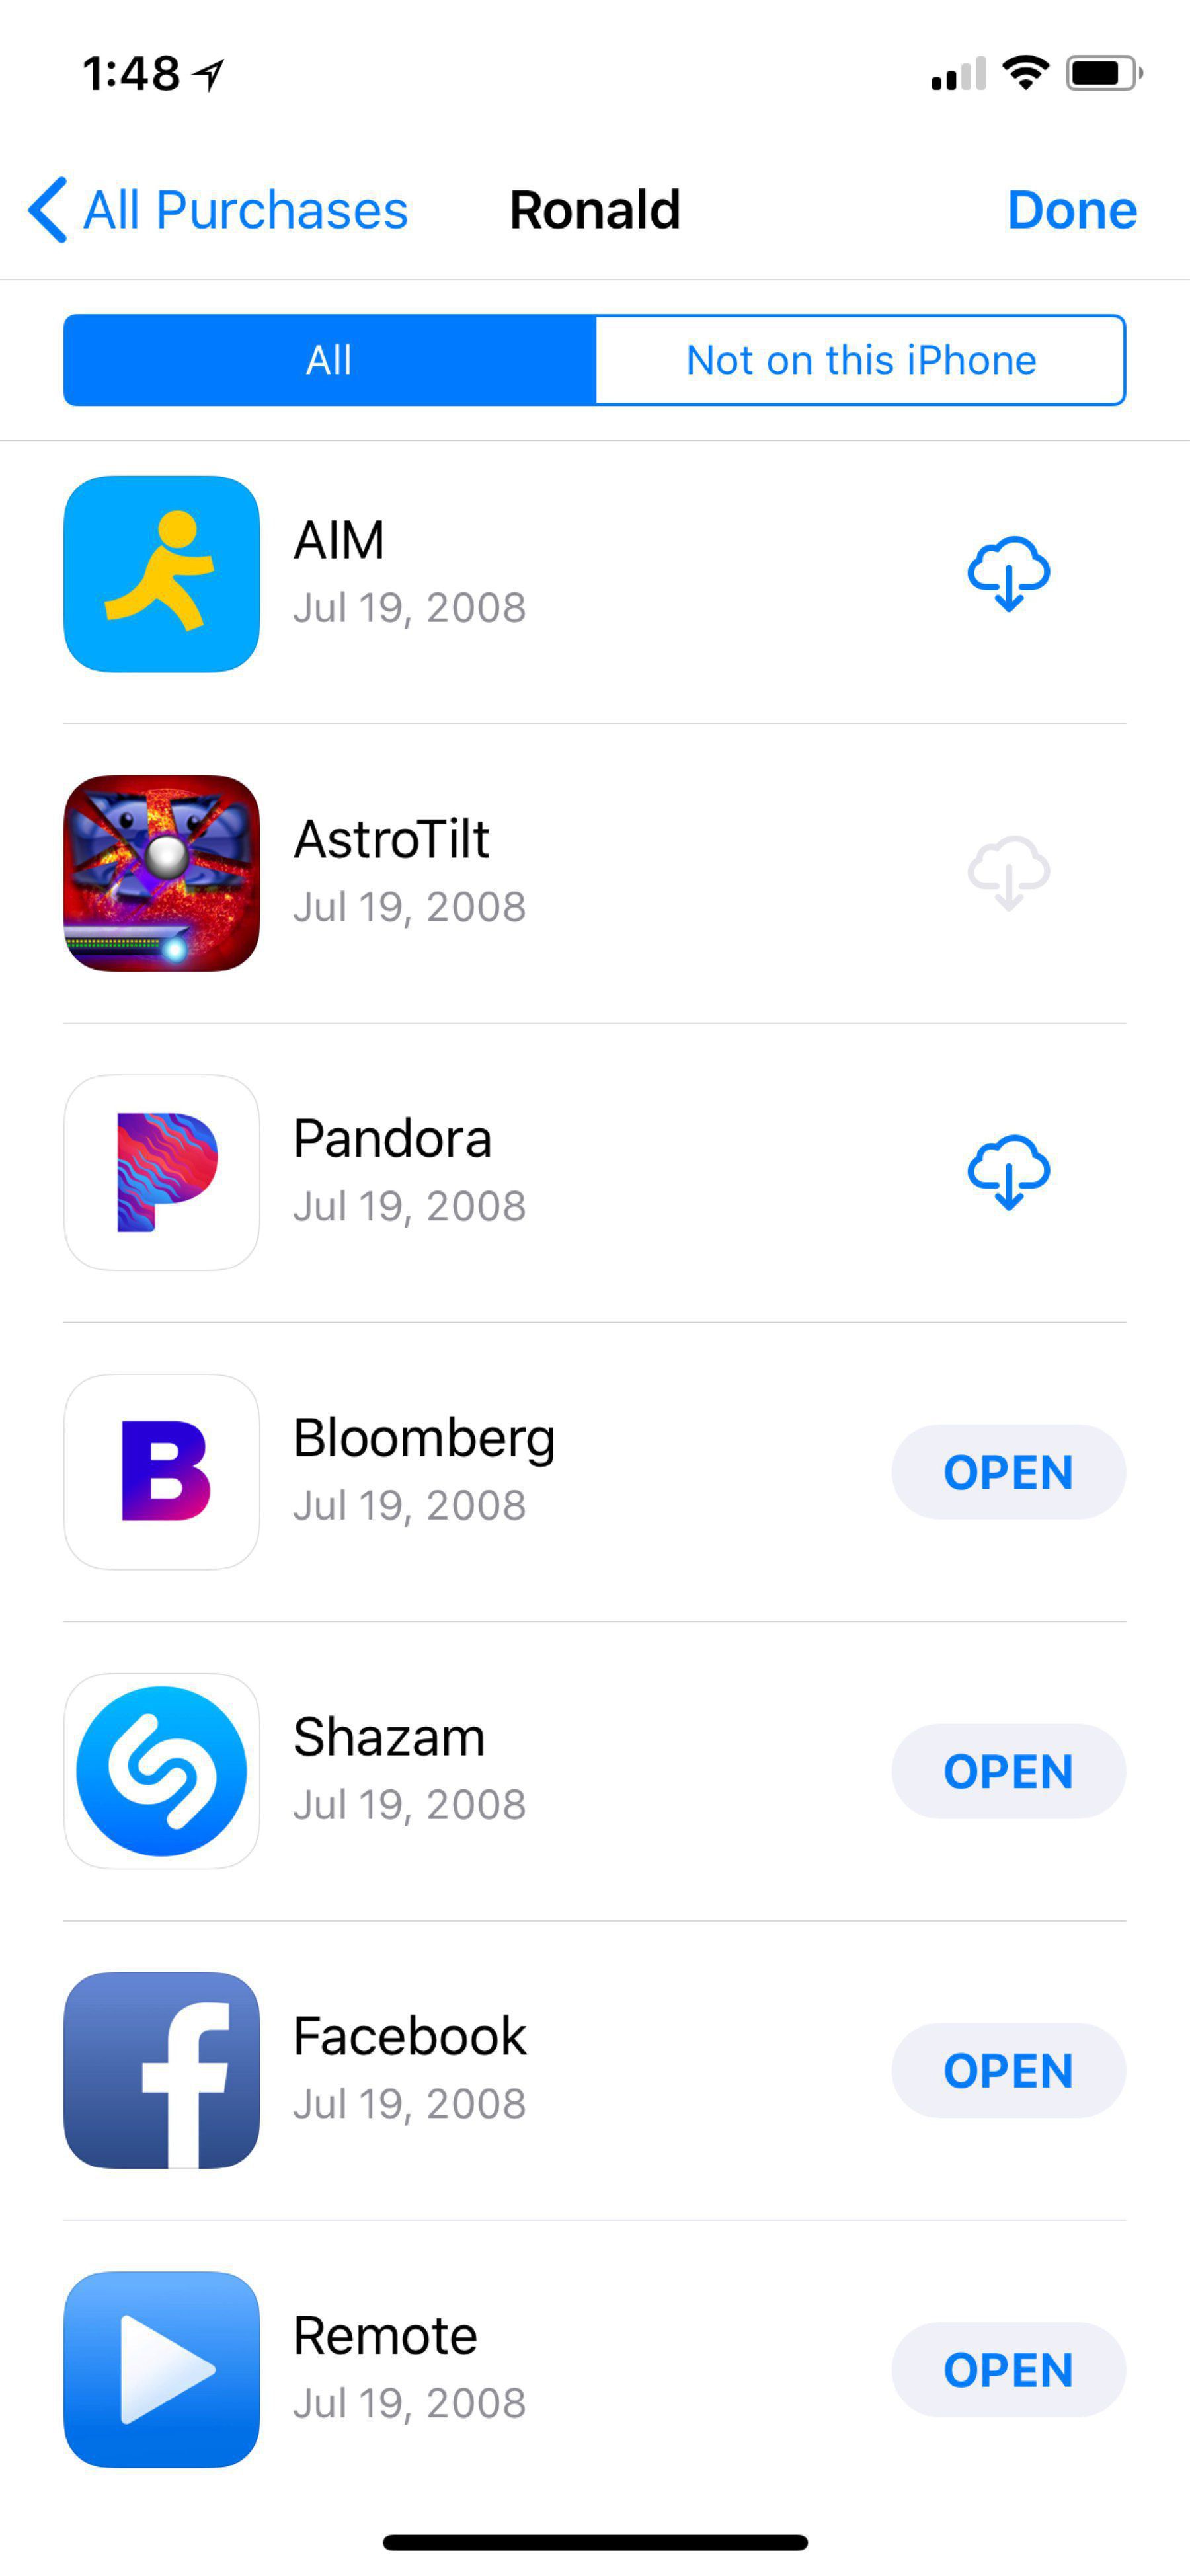 1:48
All Purchases Ronald Done
All Not on this iPhone
AIM
Jul 19, 2008
AstroTilt
Jul 19, 2008
Pandora
Jul 19, 2008
Bloomberg
Jul 19, 2008
OPEN
Shazam
Jul 19, 2008
OPEN
Facebook
Jul 19, 2008
OPEN
Remote
Jul 19, 2008
OPEN